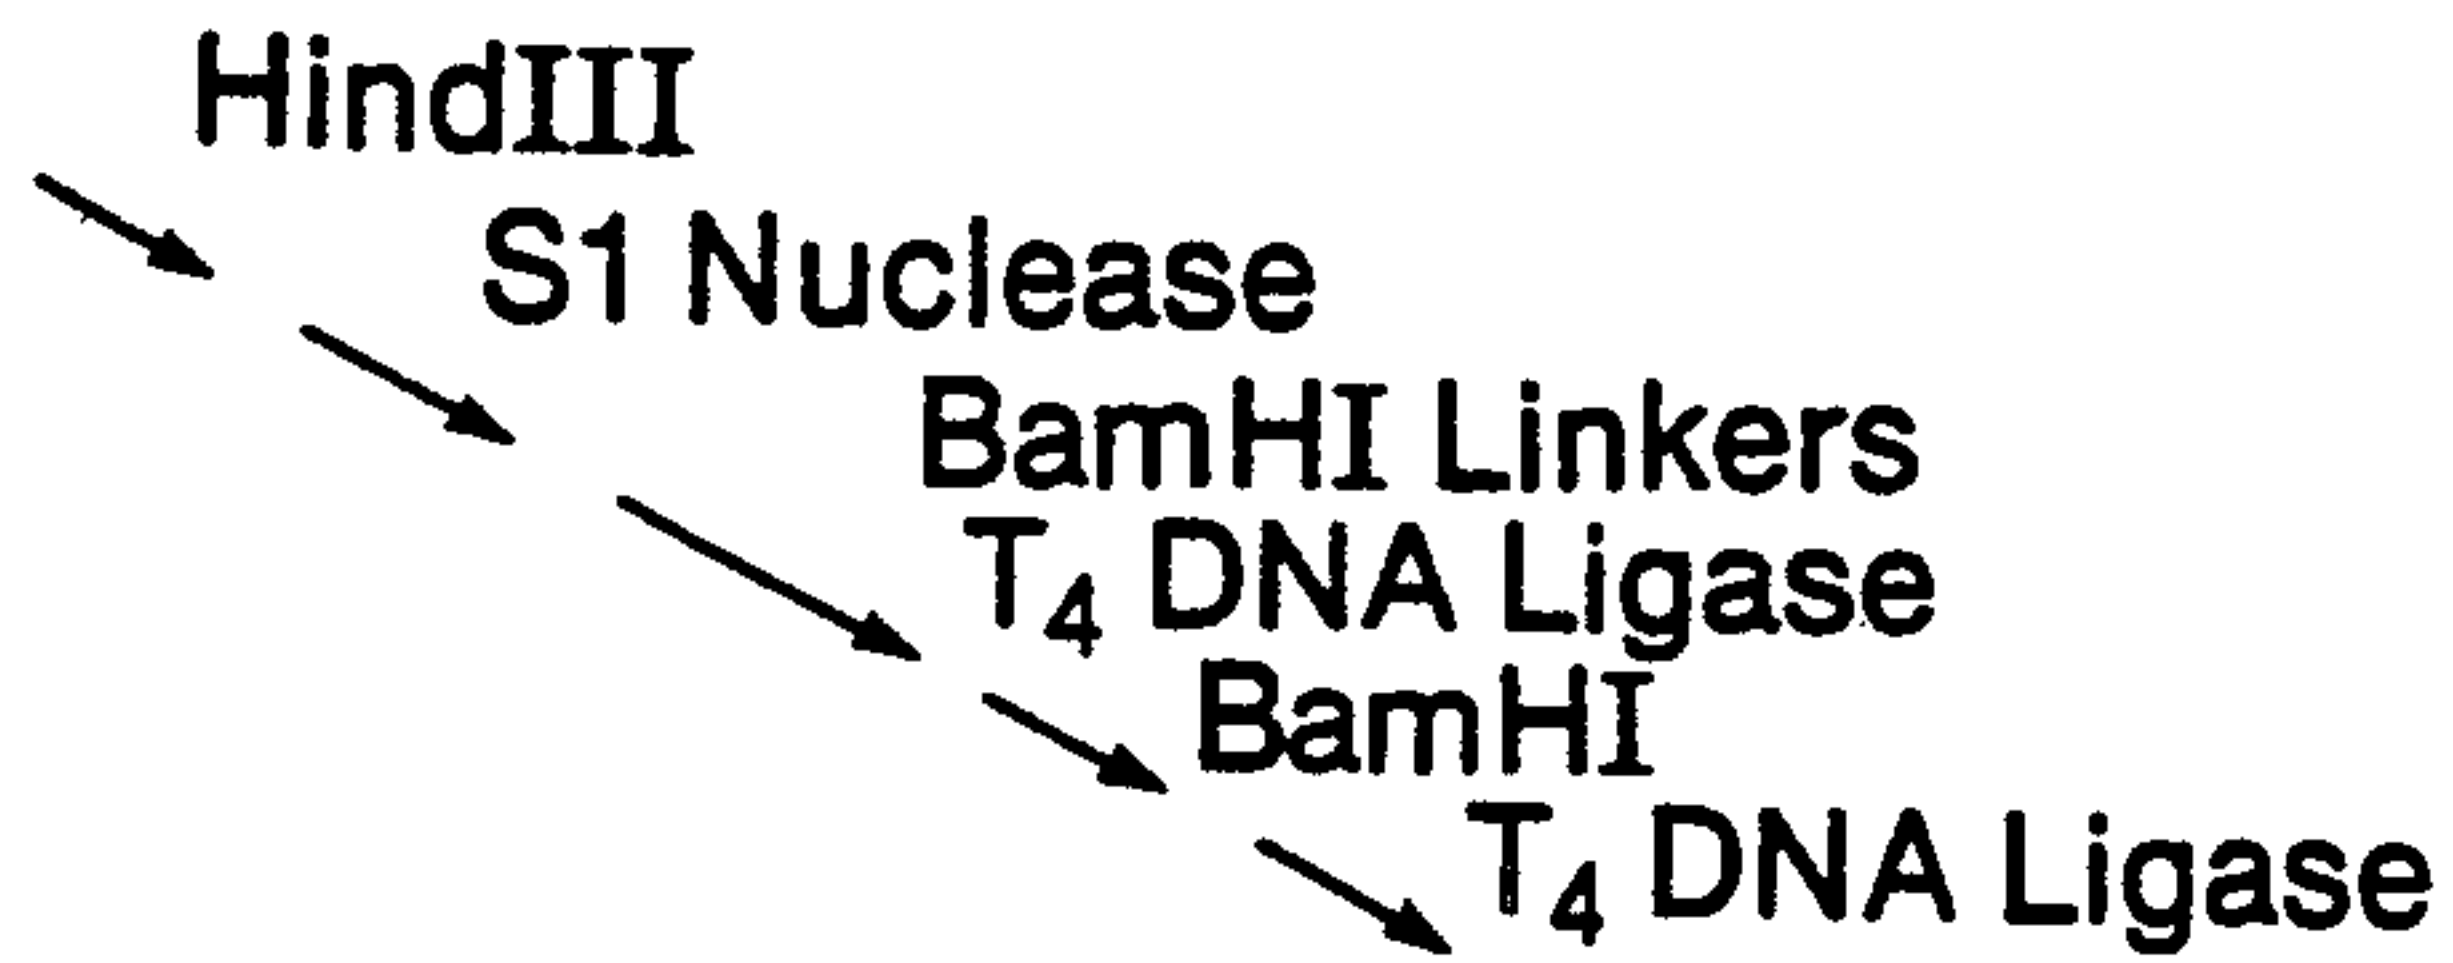 HindIII
S1 Nuclease
BamHI Linkers
T₄ DNA Ligase
BamHI
T₄ DNA Ligase